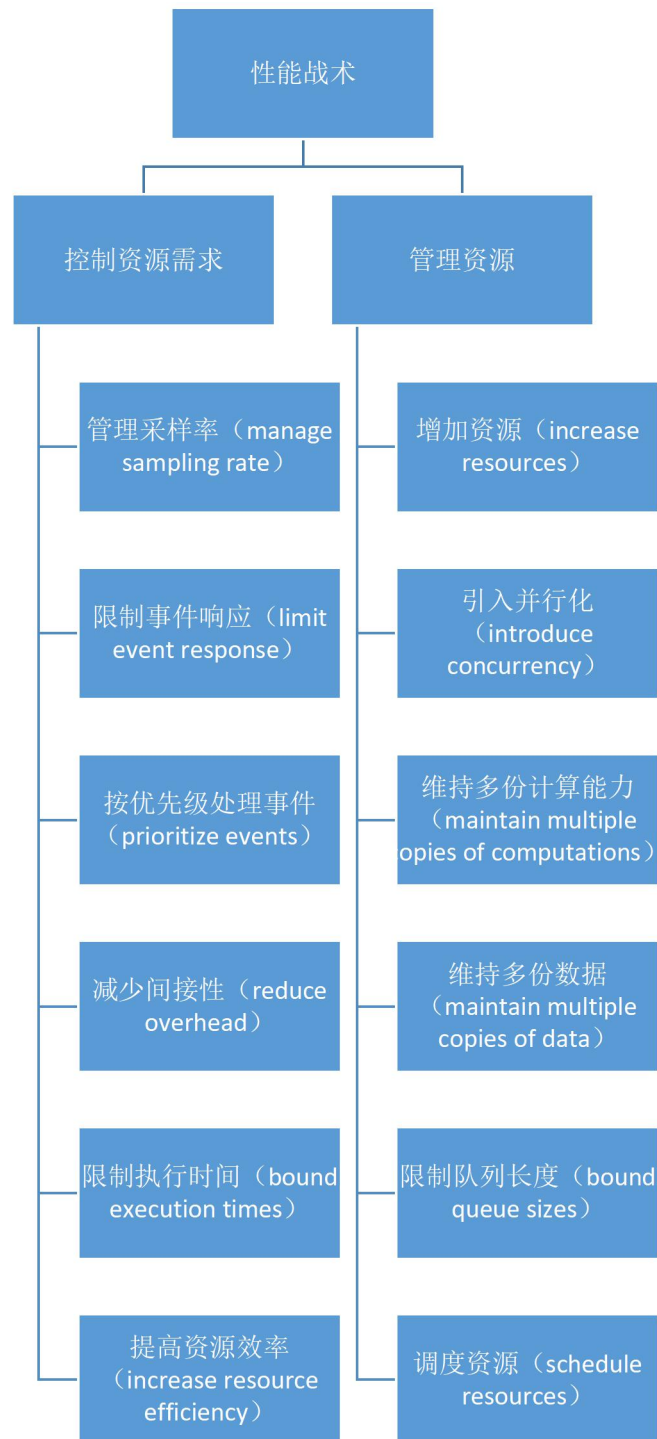 性能战术
控制资源需求
管理资源
管理采样率（manage
sampling rate）
限制事件响应（limit
event response）
按优先级处理事件
（prioritize events）
减少间接性（reduce
overhead）
限制执行时间（bound
execution times）
提高资源效率
（increase resource
efficiency）
增加资源（increase
resources）
引入并行化
（introduce
concurrency）
维持多份计算能力
（maintain multiple
copies of computations）
维持多份数据
（maintain multiple
copies of data）
限制队列长度（bound
queue sizes）
调度资源（schedule
resources）